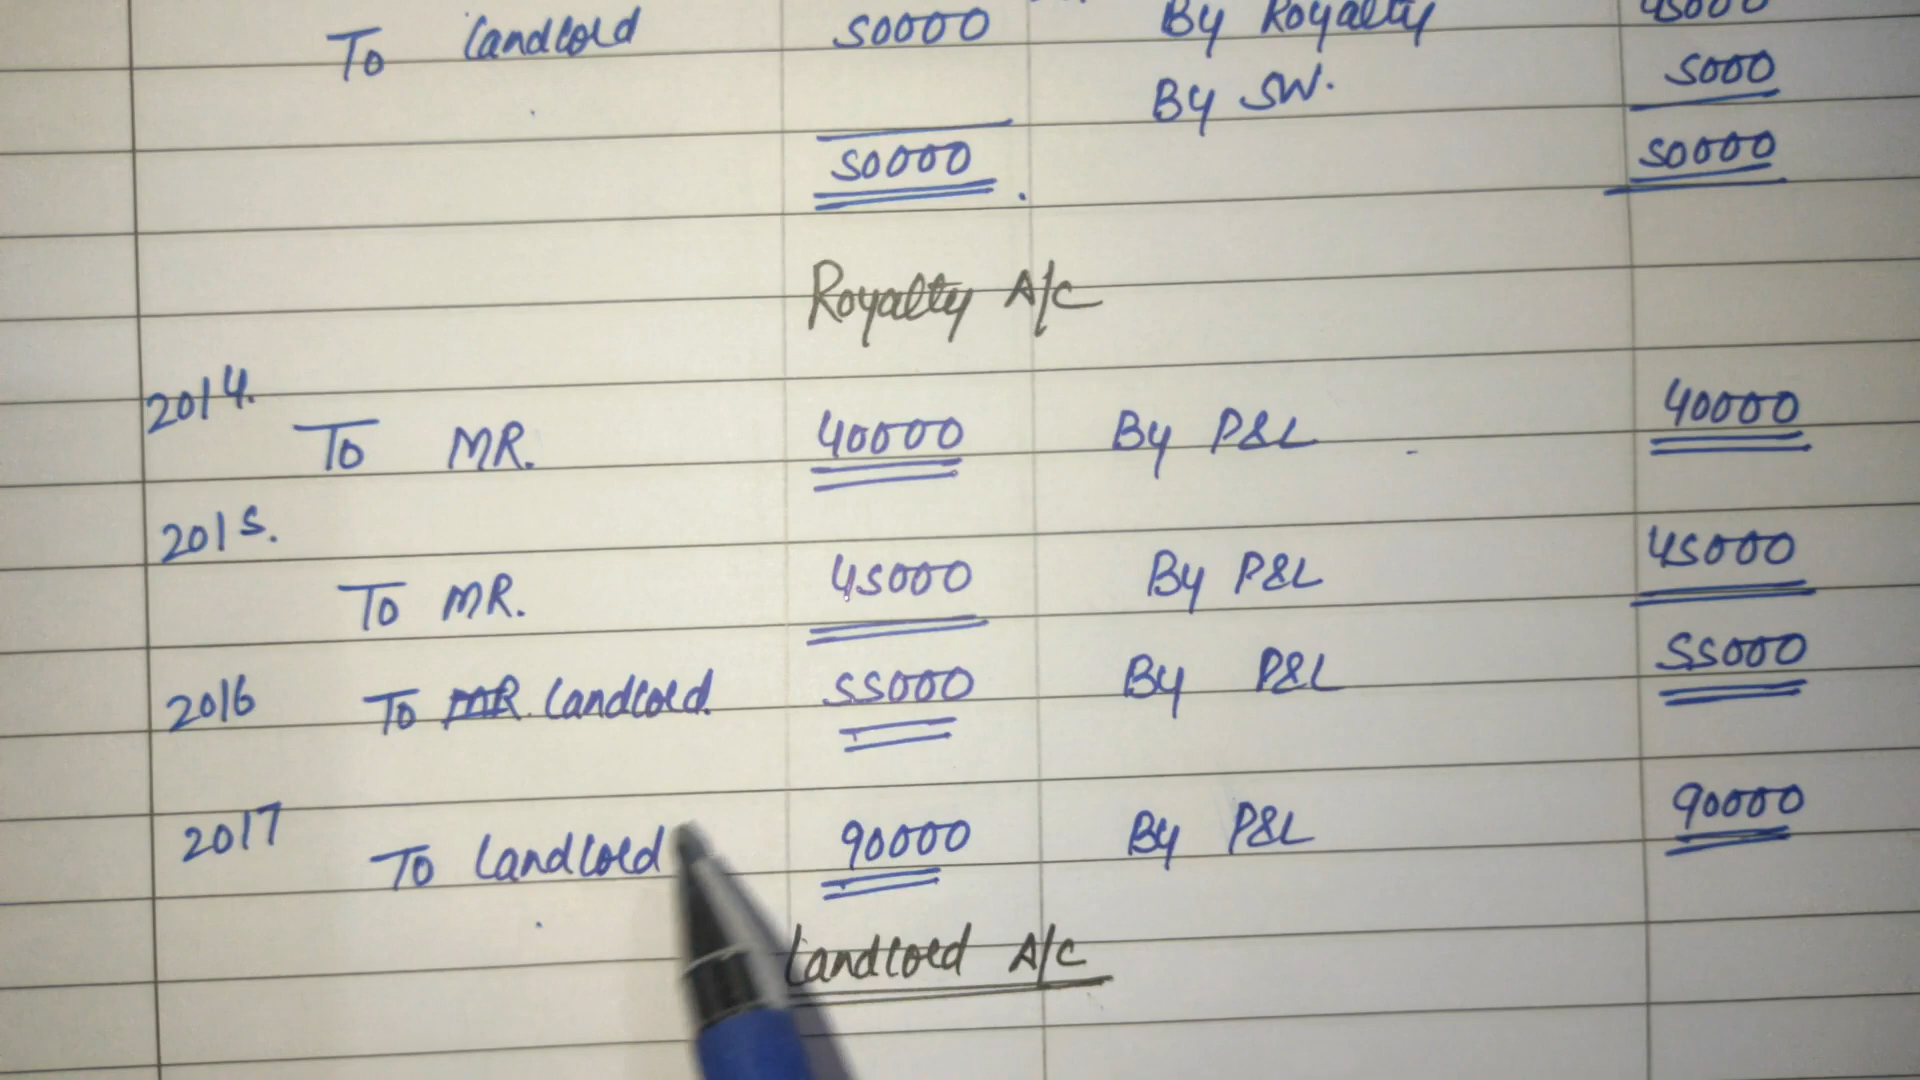 To Landlord 50000 By Royalty 45000
By SW. 5000
50000 50000
Royalty A/C
2014.
To MR. 40000 By P&L 40000
2015.
To MR. 45000 By P&L 45000
2016 To MR. Landlord. 55000 By P&L 55000
2017
To Landlord 90000 By P&L 90000
Landlord A/C